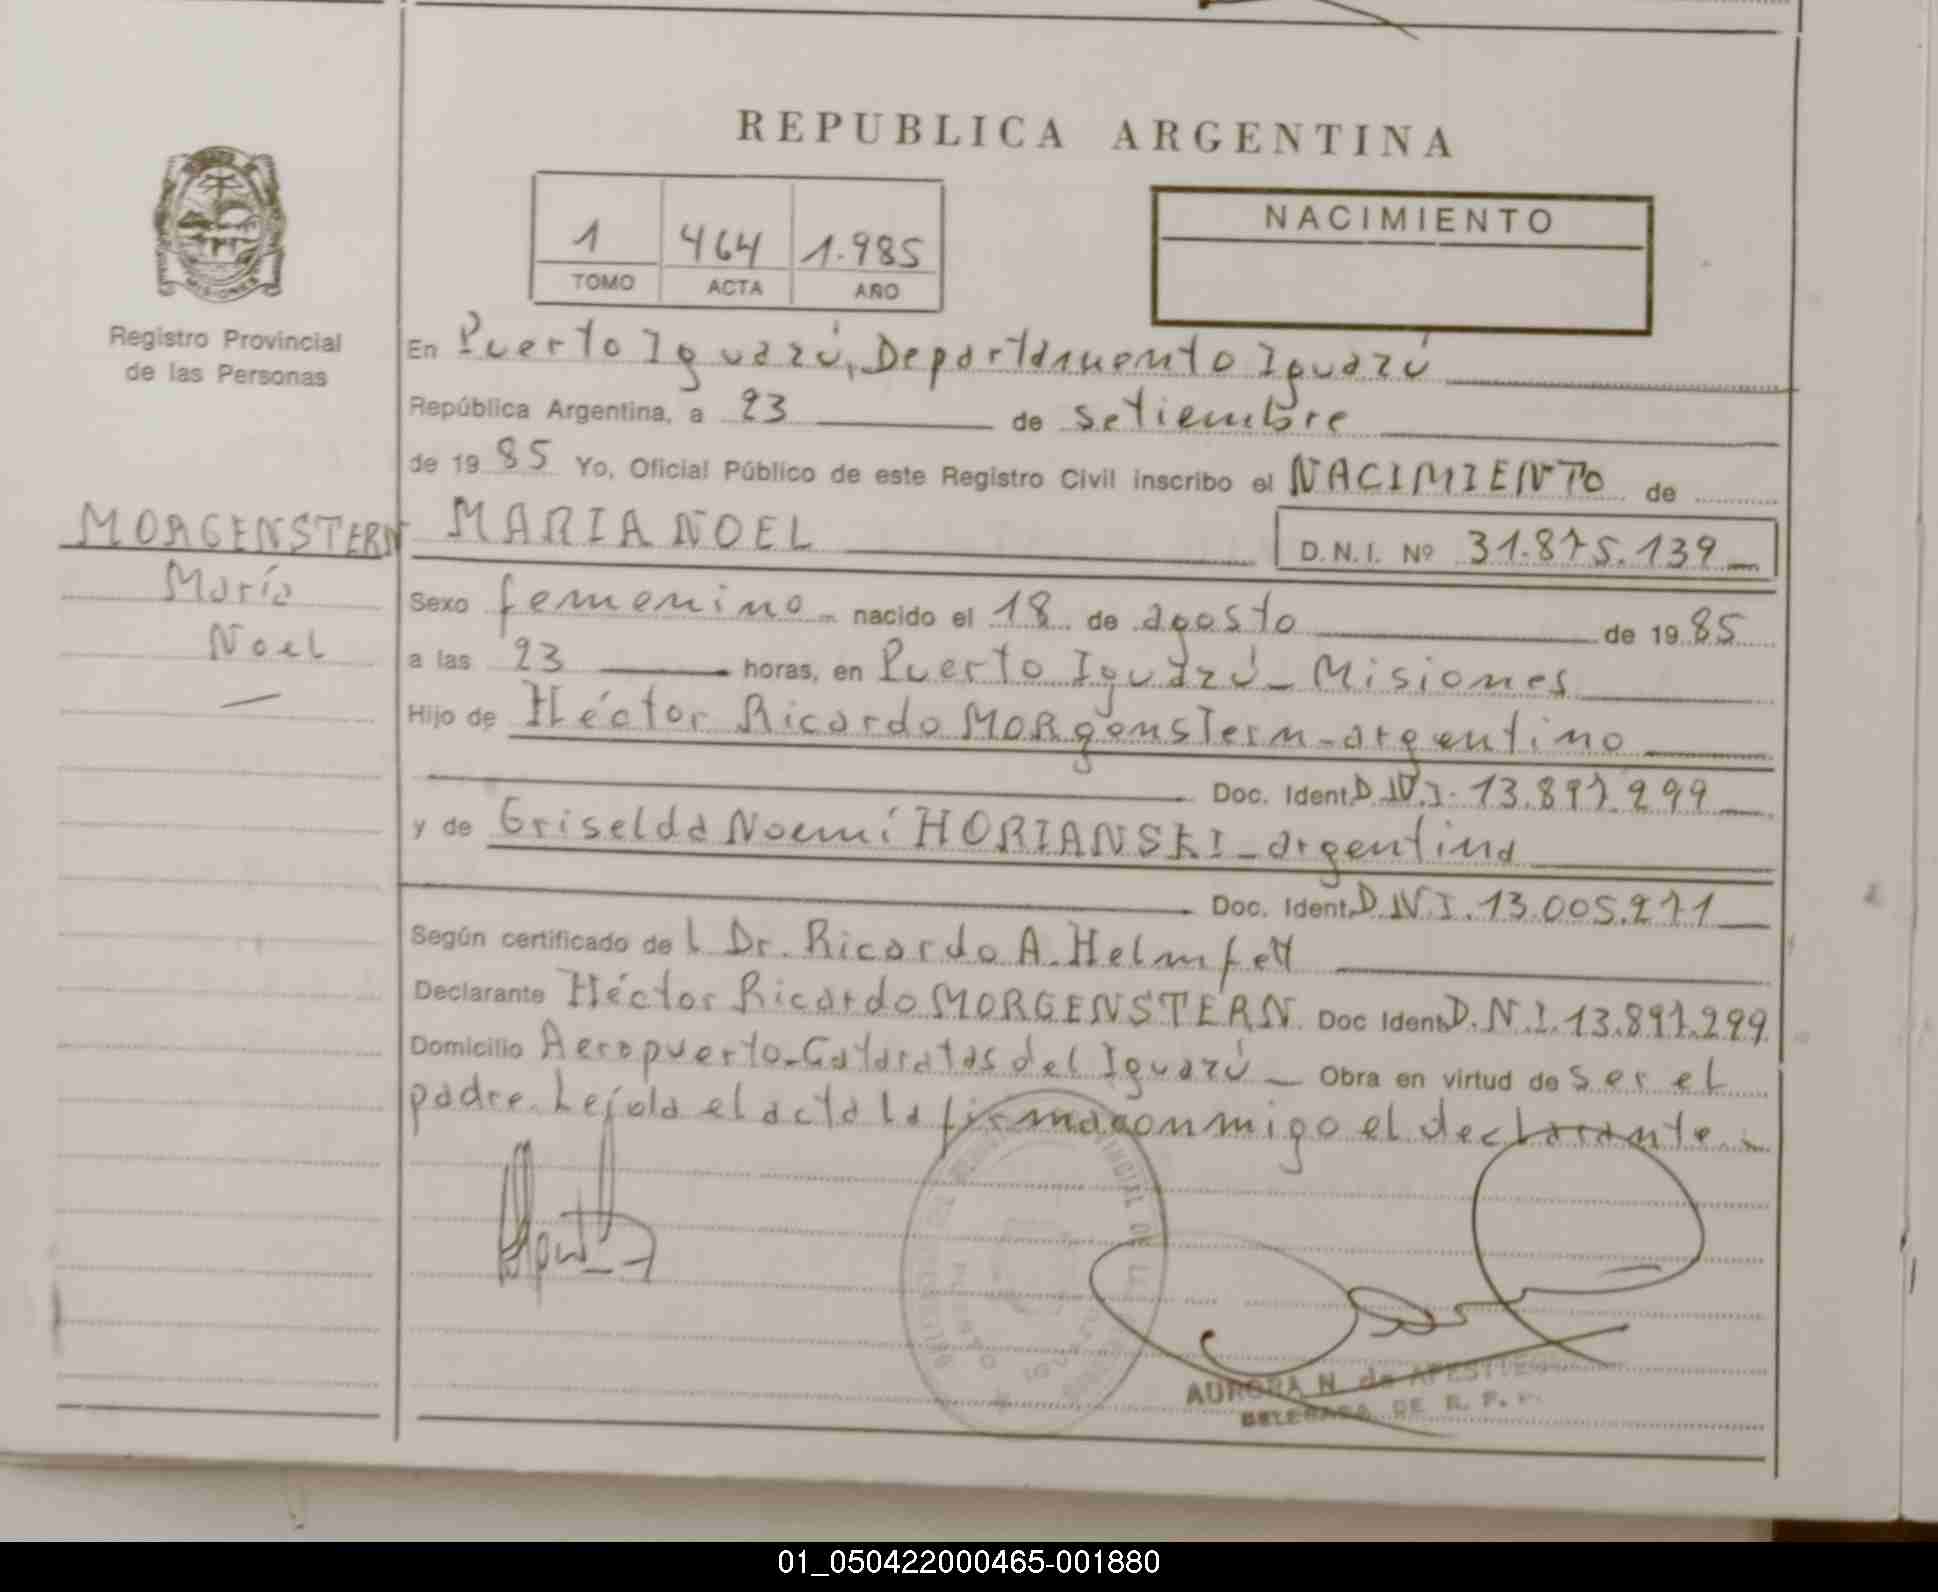 REPUBLICA ARGENTINA
MISIONES
Registro Provincial
de las Personas
1 464 1.985
TOMO ACTA AÑO
NACIMIENTO
En Puerto Iguazú, Departamento Iguazú
República Argentina, a 23 de setiembre
de 1985 Yo, Oficial Público de este Registro Civil inscribo el NACIMIENTO de
MORGENSTERN
María
Noel
MARIA NOEL D.N.I. Nº 31.875.139
Sexo femenino nacido el 18 de agosto de 1985
a las 23 horas, en Puerto Iguazú - Misiones
Hijo de Héctor Ricardo MORgensTern - argentino
Doc. Ident. D.N.I. 13.897.299
y de Griselda Noemí HORIANSKI - argentina
Doc. Ident. D.N.I. 13.005.271
Según certificado del Dr. Ricardo A. Helmfelt
Declarante Héctor Ricardo MORGENSTERN. Doc Ident. D.N.I. 13.897.299
Domicilio Aeropuerto - Cataratas del Iguazú - Obra en virtud de ser el
padre. Leída el acta la firma conmigo el declarante.-
AURORA N. de
DELEGADA DE R. P. P.
01_050422000465-001880